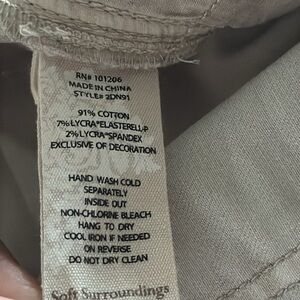 RN# 101206
MADE IN CHINA
STYLE# 2DN91
91% COTTON
7% LYCRA®ELASTERELL-P
2% LYCRA®SPANDEX
EXCLUSIVE OF DECORATION
HAND WASH COLD
SEPARATELY
INSIDE OUT
NON-CHLORINE BLEACH
HANG TO DRY
COOL IRON IF NEEDED
ON REVERSE
DO NOT DRY CLEAN
Soft Surroundings